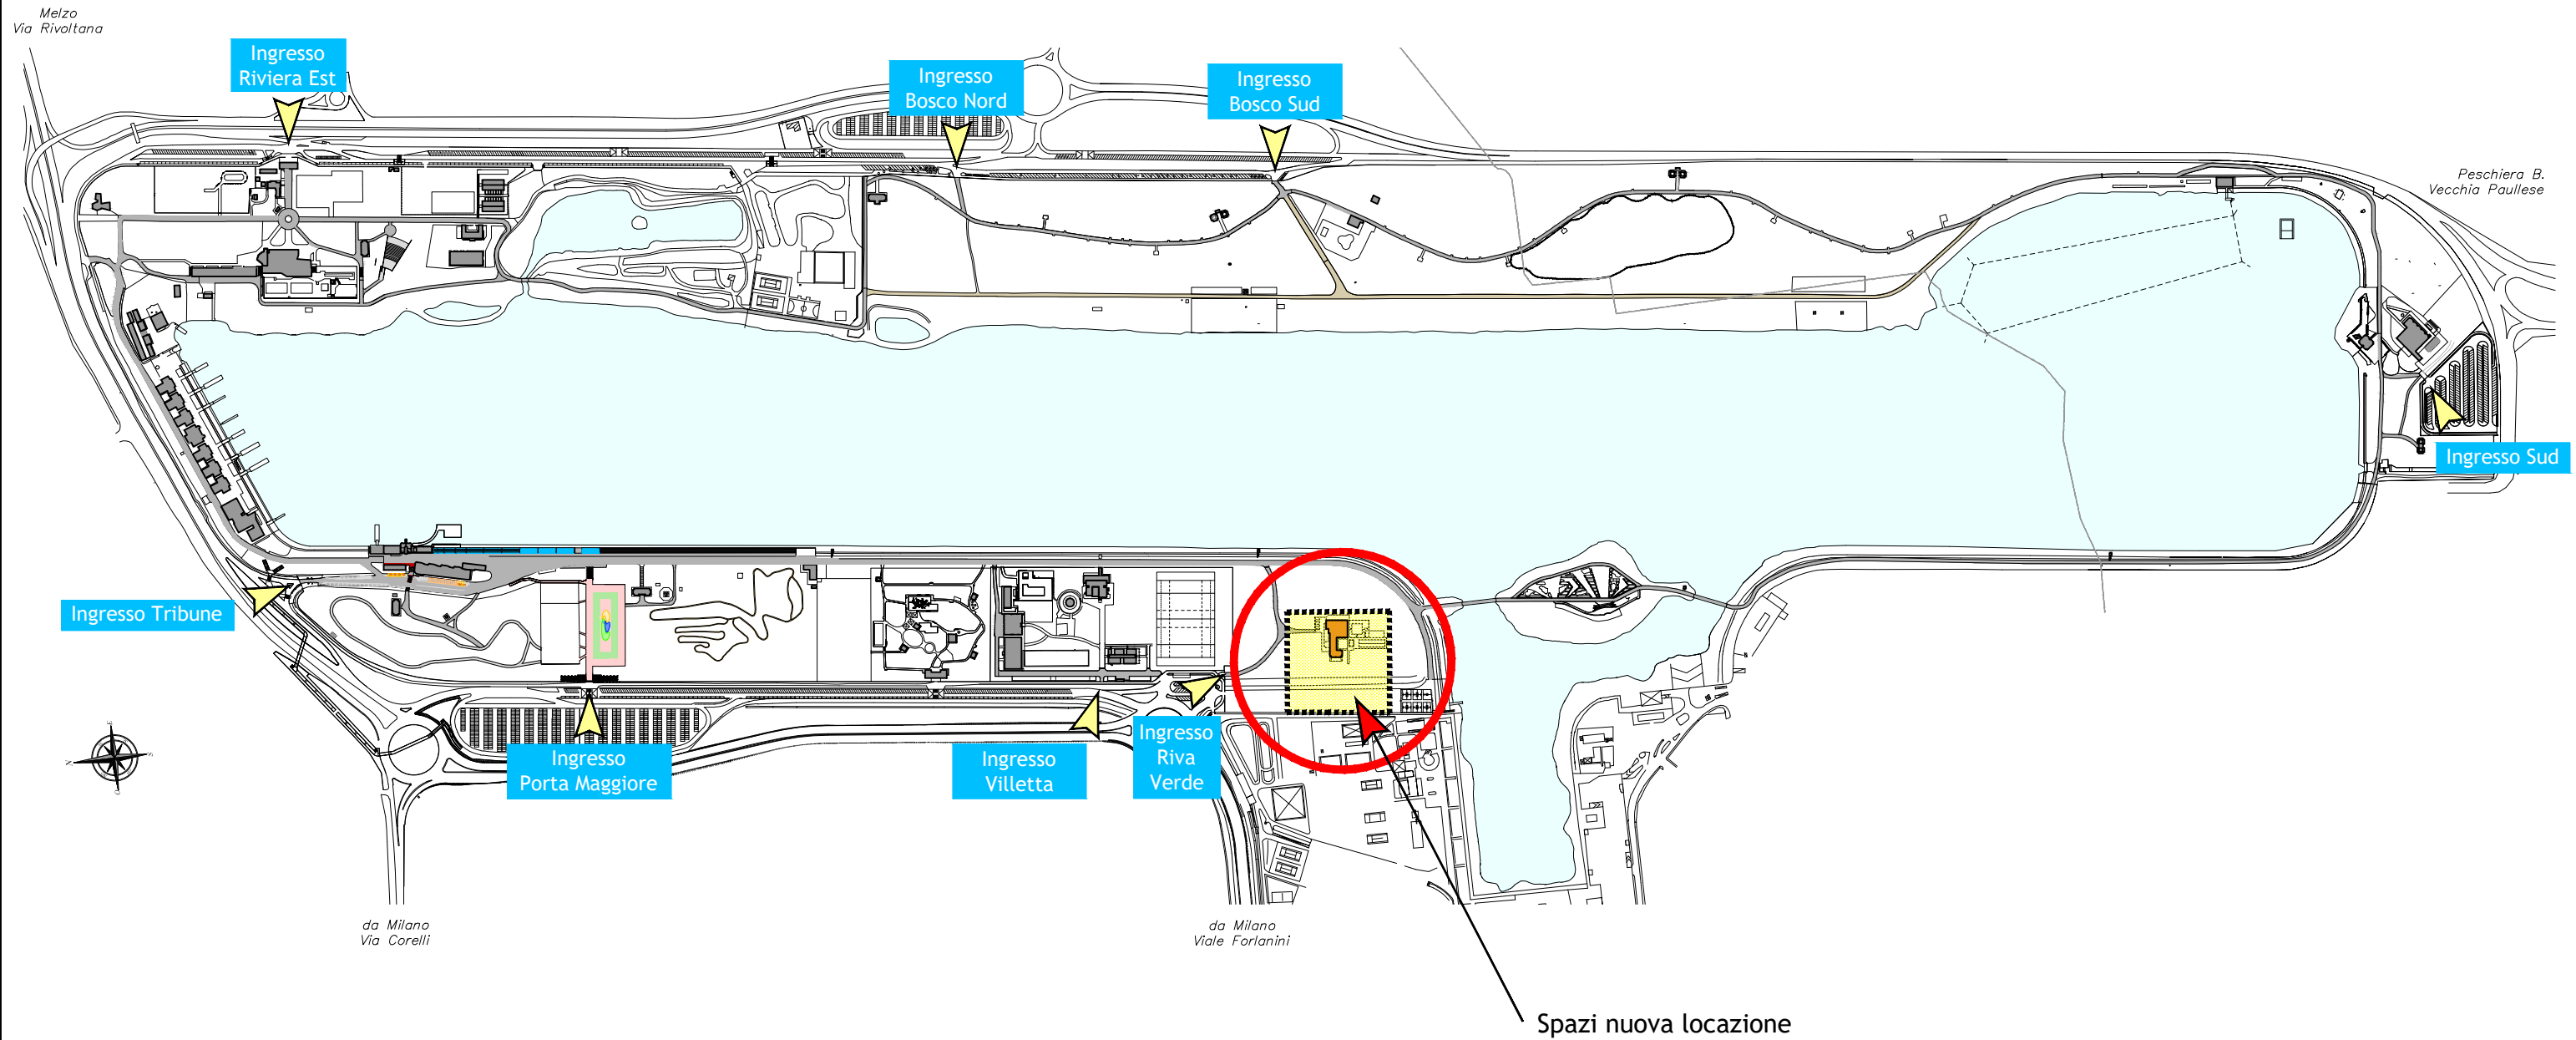 Melzo
Via Rivoltana
Ingresso
Riviera Est
Ingresso
Bosco Nord
Ingresso
Bosco Sud
Peschiera B.
Vecchia Paullese
Ingresso Sud
Ingresso Tribune
Ingresso
Porta Maggiore
Ingresso
Villetta
Ingresso
Riva
Verde
da Milano
Via Corelli
da Milano
Viale Forlanini
Spazi nuova locazione